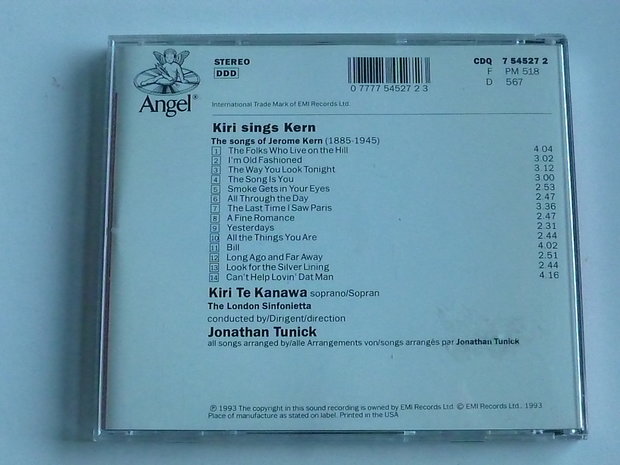 STEREO
DDD
CDQ 7 54527 2
F PM 518
D 567
0 7777 54527 2 3
Angel®
International Trade Mark of EMI Records Ltd.
Kiri sings Kern
The songs of Jerome Kern (1885-1945)
1 The Folks Who Live on the Hill 4.04
2 I'm Old Fashioned 3.02
3 The Way You Look Tonight 3.12
4 The Song Is You 3.00
5 Smoke Gets in Your Eyes 2.53
6 All Through the Day 2.47
7 The Last Time I Saw Paris 3.36
8 A Fine Romance 2.47
9 Yesterdays 2.31
10 All the Things You Are 2.44
11 Bill 4.02
12 Long Ago and Far Away 2.51
13 Look for the Silver Lining 2.44
14 Can't Help Lovin' Dat Man 4.16
Kiri Te Kanawa soprano/Sopran
The London Sinfonietta
conducted by/Dirigent/direction
Jonathan Tunick
all songs arranged by/alle Arrangements von/songs arrangés par Jonathan Tunick
℗ 1993 The copyright in this sound recording is owned by EMI Records Ltd © EMI Records Ltd., 1993
Place of manufacture as stated on label. Printed in the USA